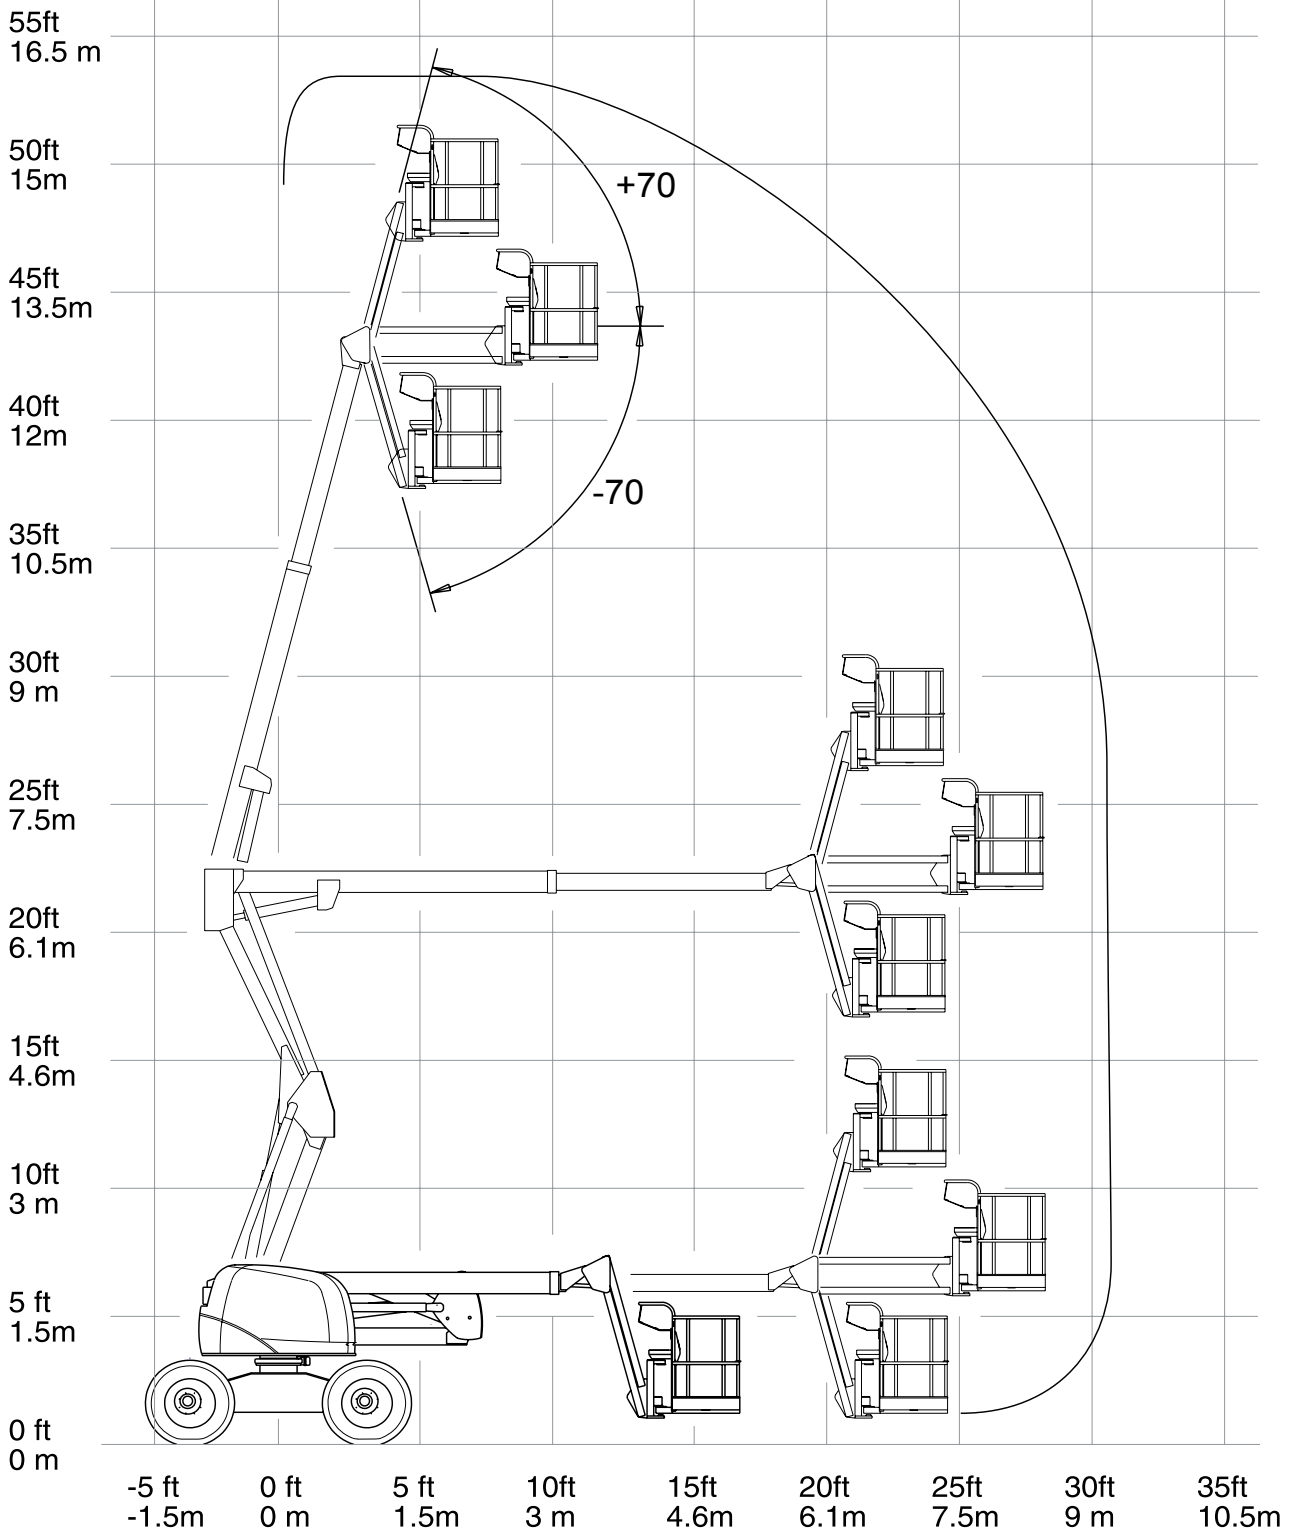 55ft
16.5 m
50ft
15m
+70
45ft
13.5m
40ft
12m
-70
35ft
10.5m
30ft
9 m
25ft
7.5m
20ft
6.1m
15ft
4.6m
10ft
3 m
5 ft
1.5m
0 ft
0 m
-5 ft 0 ft 5 ft 10ft 15ft 20ft 25ft 30ft 35ft
-1.5m 0 m 1.5m 3 m 4.6m 6.1m 7.5m 9 m 10.5m